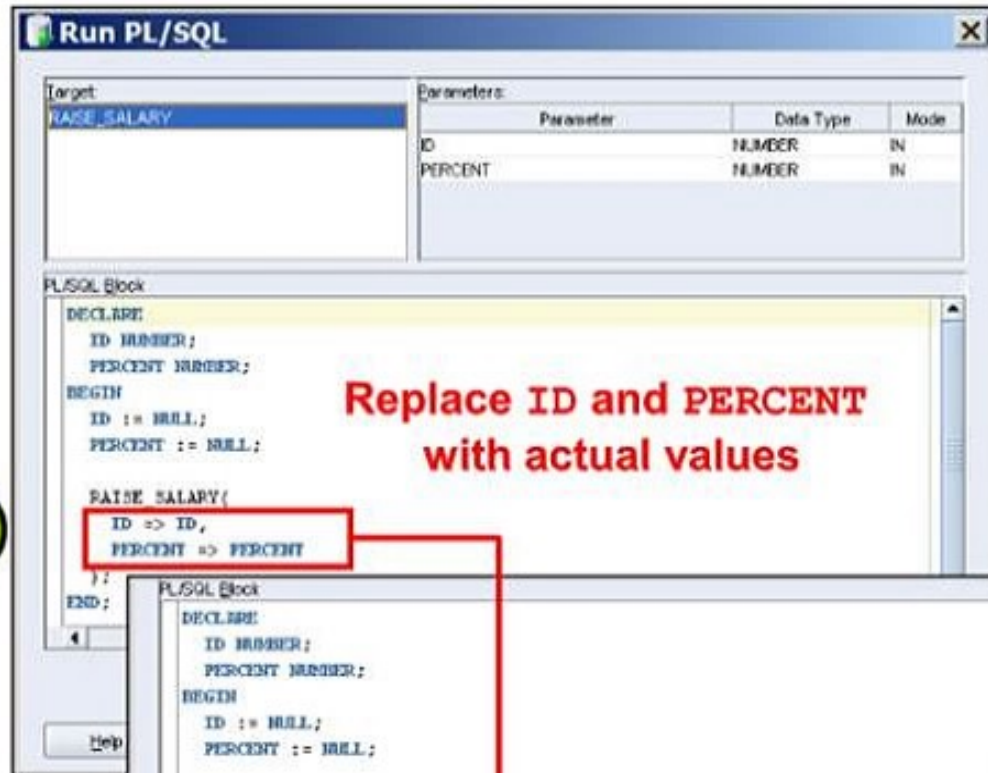 Run PL/SQL
Target:
RAISE_SALARY
Parameters:
Parameter Data Type Mode
ID NUMBER IN
PERCENT NUMBER IN
PL/SQL Block
DECLARE
ID NUMBER;
PERCENT NUMBER;
BEGIN
ID := NULL;
PERCENT := NULL;
RAISE_SALARY(
ID => ID,
PERCENT => PERCENT
);
END;
Replace ID and PERCENT
with actual values
PL/SQL Block
DECLARE
ID NUMBER;
PERCENT NUMBER;
BEGIN
ID := NULL;
PERCENT := NULL;
Help